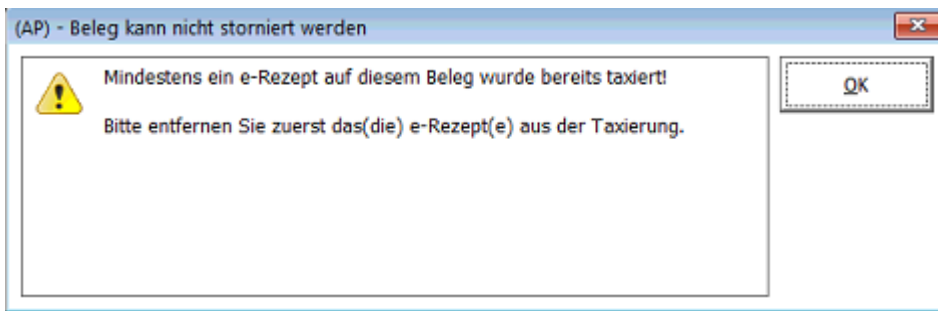 (AP) - Beleg kann nicht storniert werden
Mindestens ein e-Rezept auf diesem Beleg wurde bereits taxiert!
OK
Bitte entfernen Sie zuerst das(die) e-Rezept(e) aus der Taxierung.